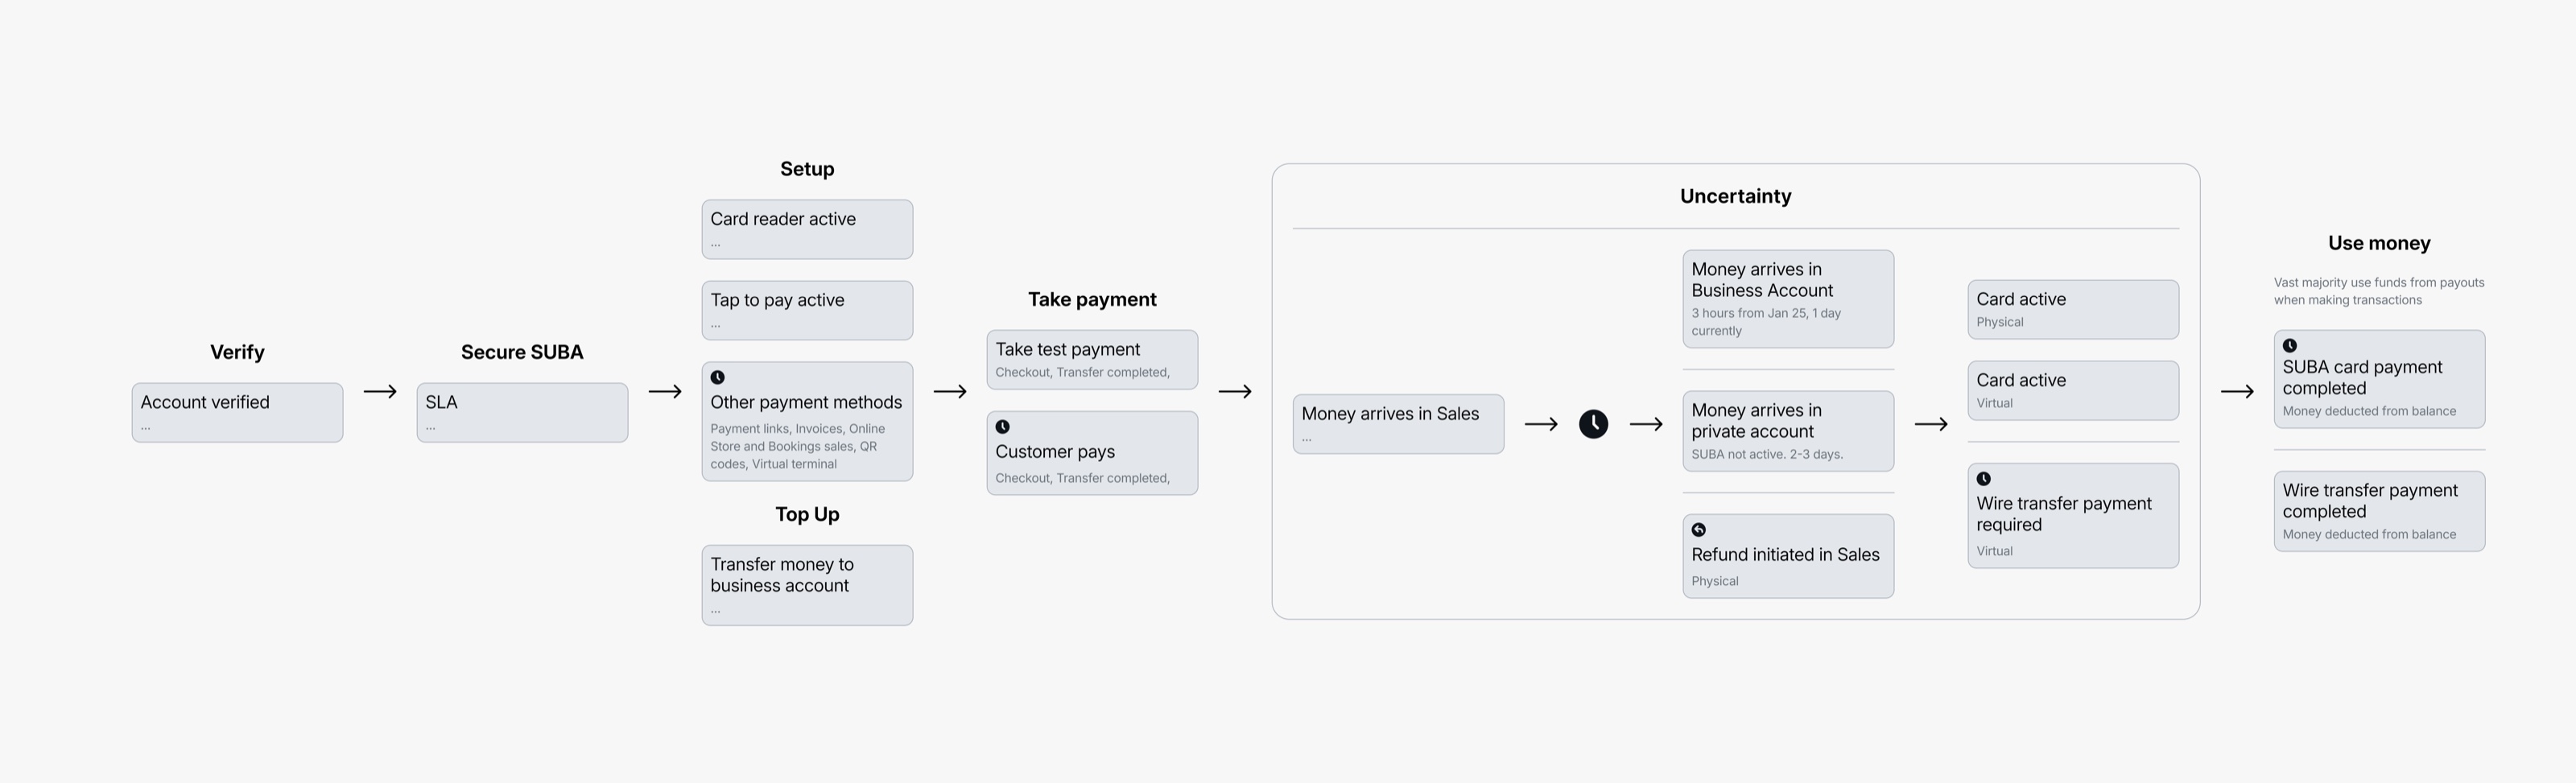 Verify
Account verified
...
Secure SUBA
SLA
...
Setup
Card reader active
...
Tap to pay active
...
Other payment methods
Payment links, Invoices, Online
Store and Bookings sales, QR
codes, Virtual terminal
Top Up
Transfer money to
business account
...
Take payment
Take test payment
Checkout, Transfer completed,
Customer pays
Checkout, Transfer completed,
Uncertainty
Money arrives in Sales
...
Money arrives in
Business Account
3 hours from Jan 25, 1 day
currently
Money arrives in
private account
SUBA not active. 2-3 days.
Refund initiated in Sales
Physical
Card active
Physical
Card active
Virtual
Wire transfer payment
required
Virtual
Use money
Vast majority use funds from payouts
when making transactions
SUBA card payment
completed
Money deducted from balance
Wire transfer payment
completed
Money deducted from balance